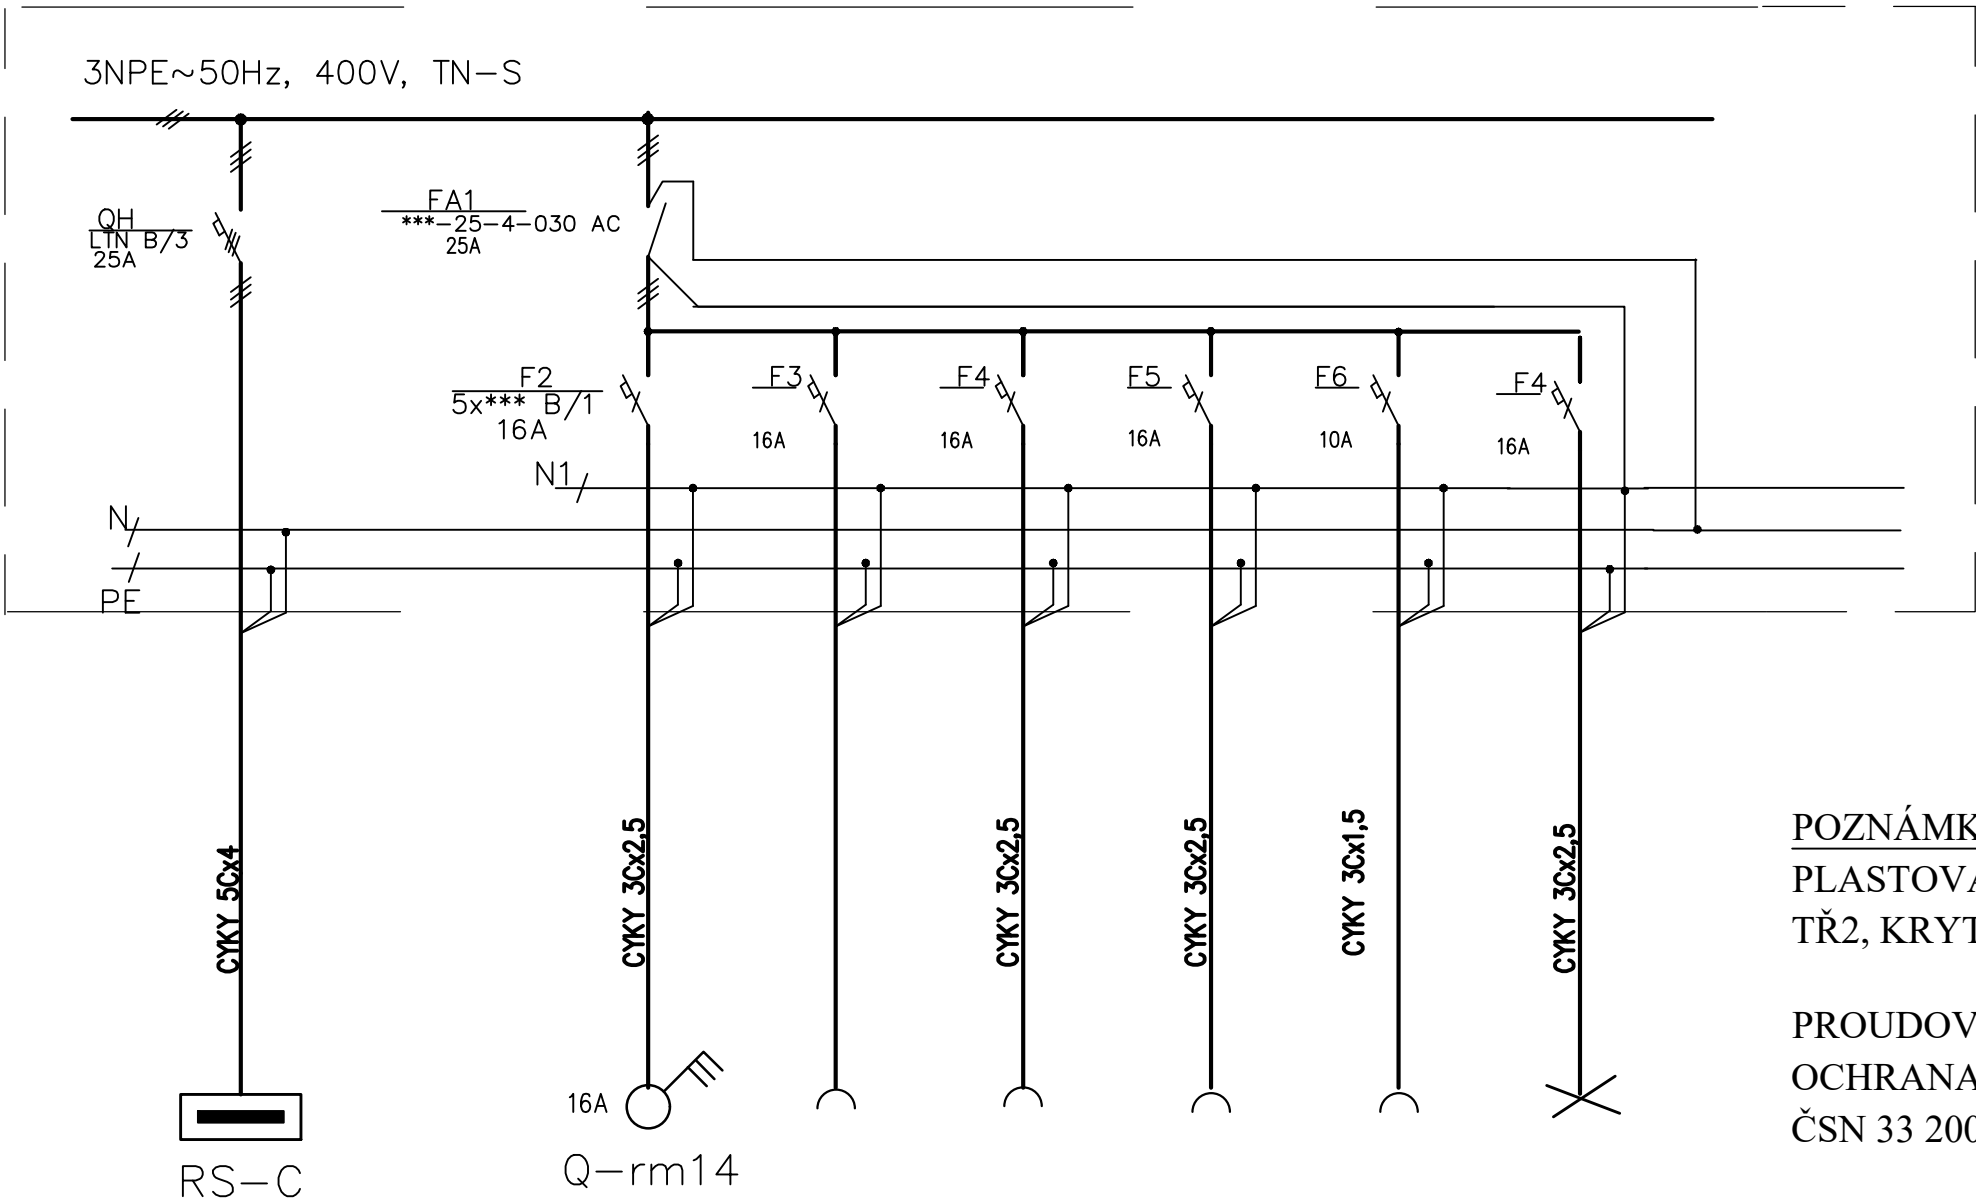 3NPE~50Hz, 400V, TN-S
QH
LTN B/3
25A
FA1
***-25-4-030 AC
25A
F2
5x*** B/1
16A
F3
16A
F4
16A
F5
16A
F6
10A
F4
16A
N1
N
PE
CYKY 5Cx4
CYKY 3Cx2,5
CYKY 3Cx2,5
CYKY 3Cx2,5
CYKY 3Cx1,5
CYKY 3Cx2,5
16A
RS-C
Q-rm14
POZNÁMK
PLASTOVA
TŘ2, KRYT
PROUDOV
OCHRANA
ČSN 33 200